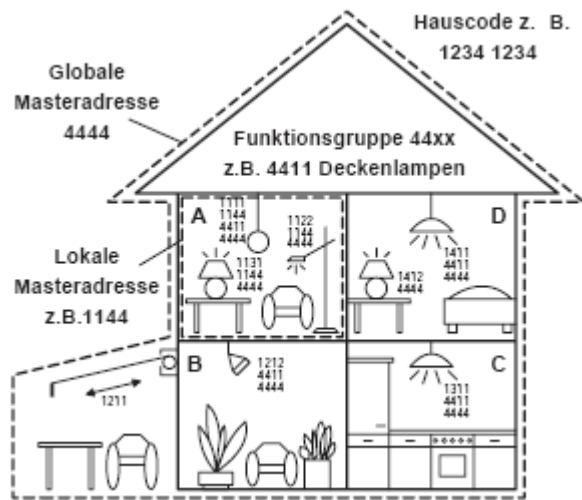 Hauscode z. B.
1234 1234
Globale
Masteradresse
4444
Funktionsgruppe 44xx
z.B. 4411 Deckenlampen
A
1111
1144
4411
4444
1122
1144
4444
1131
1144
4444
D
1411
4411
4444
1412
4444
Lokale
Masteradresse
z.B.1144
B
1212
4411
4444
C
1311
4411
4444
1211